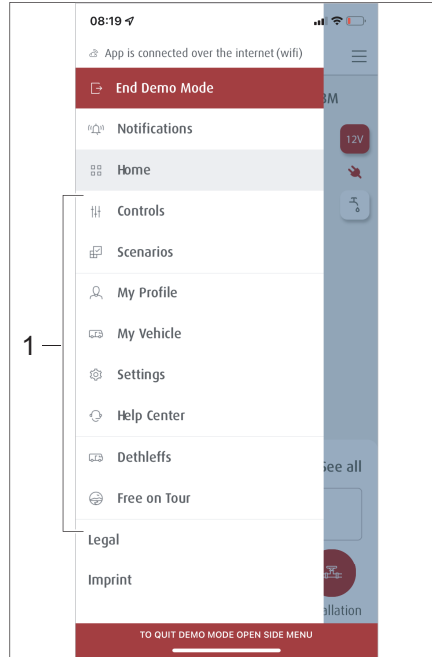 08:19
App is connected over the internet (wifi)
End Demo Mode
3M
Notifications
12V
Home
Controls
Scenarios
My Profile
My Vehicle
1
Settings
Help Center
Dethleffs
See all
Free on Tour
Legal
Imprint
allation
TO QUIT DEMO MODE OPEN SIDE MENU